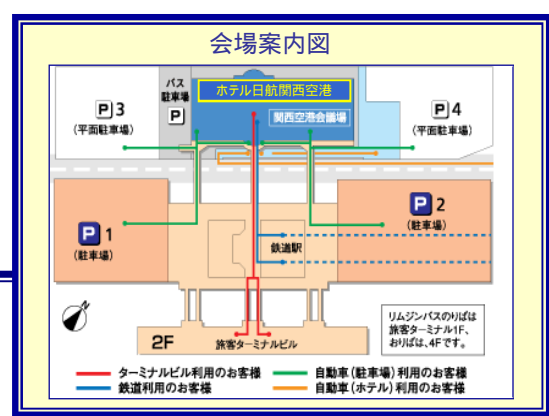 会場案内図
バス
駐車場
P
ホテル日航関西空港
関西空港会議場
P 3
(平面駐車場)
P 4
(平面駐車場)
P 1
(駐車場)
P 2
(駐車場)
鉄道駅
リムジンバスのりばは
旅客ターミナル1F、
おりばは、4Fです。
2F
旅客ターミナルビル
ターミナルビル利用のお客様
自動車(駐車場)利用のお客様
鉄道利用のお客様
自動車(ホテル)利用のお客様